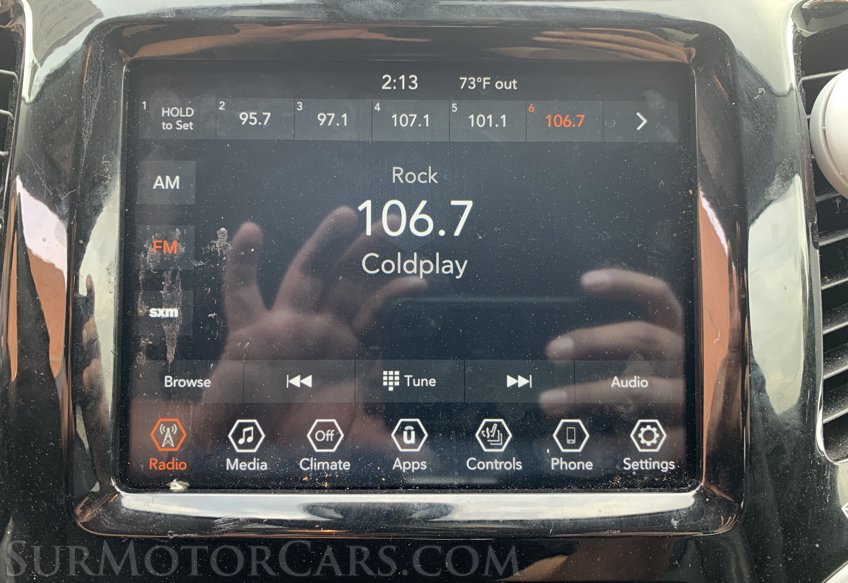 2:13 73°F out
1 HOLD to Set 2 95.7 3 97.1 4 107.1 5 101.1 6 106.7
AM
Rock
106.7
FM
Coldplay
sxm
Browse Tune Audio
Off
Radio Media Climate Apps Controls Phone Settings
SurMotorCars.com